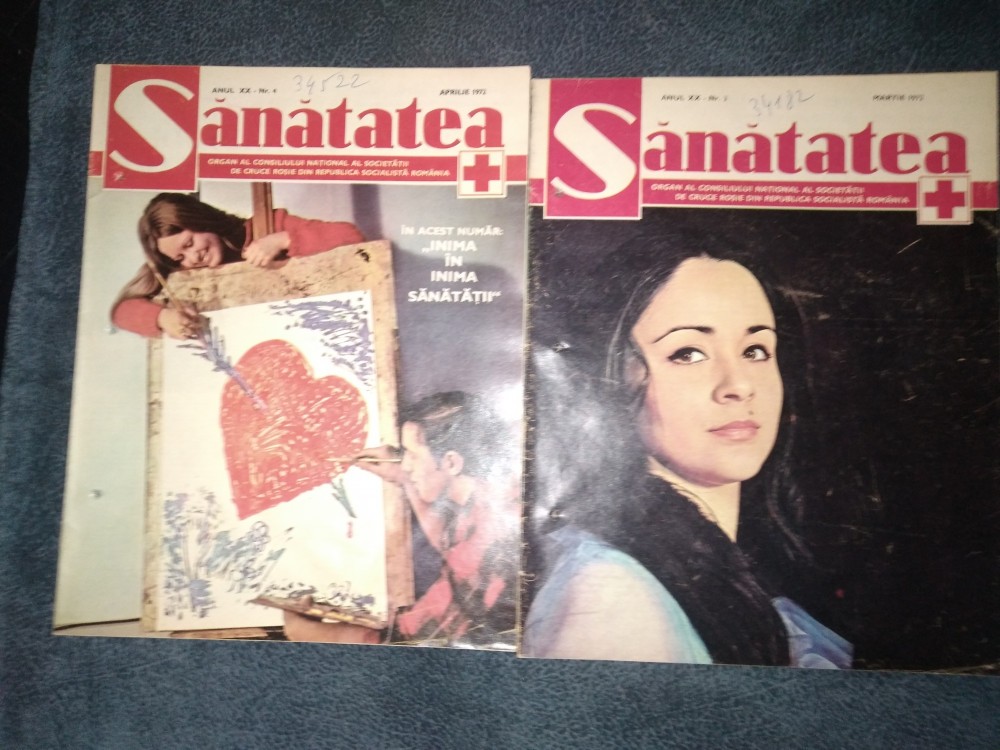 34522
ANUL XX - Nr. 4
APRILIE 1972
Sănătatea
ORGAN AL CONSILIULUI NAȚIONAL AL SOCIETĂȚII
DE CRUCE ROȘIE DIN REPUBLICA SOCIALISTĂ ROMÂNIA
ÎN ACEST NUMĂR:
„INIMA
ÎN
INIMA
SĂNĂTĂȚII“
34182
ANUL XX - Nr. 3
MARTIE 1972
Sănătatea
ORGAN AL CONSILIULUI NAȚIONAL AL SOCIETĂȚII
DE CRUCE ROȘIE DIN REPUBLICA SOCIALISTĂ ROMÂNIA